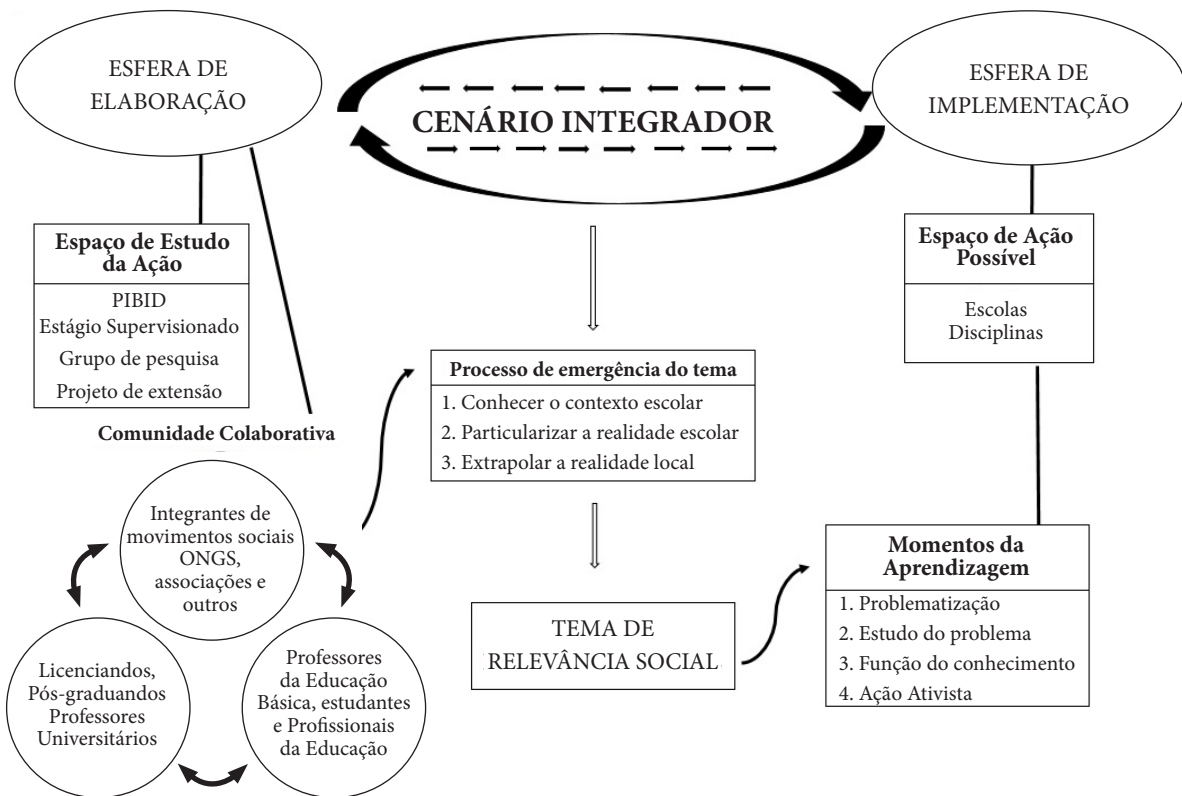 ESFERA DE
ELABORAÇÃO
CENÁRIO INTEGRADOR
ESFERA DE
IMPLEMENTAÇÃO
Espaço de Estudo
da Ação
PIBID
Estágio Supervisionado
Grupo de pesquisa
Projeto de extensão
Espaço de Ação
Possível
Escolas
Disciplinas
Processo de emergência do tema
1. Conhecer o contexto escolar
2. Particularizar a realidade escolar
3. Extrapolar a realidade local
Comunidade Colaborativa
Integrantes de
movimentos sociais
ONGS,
associações e
outros
Licenciandos,
Pós-graduandos
Professores
Universitários
Professores
da Educação
Básica, estudantes
e Profissionais
da Educação
TEMA DE
RELEVÂNCIA SOCIAL
Momentos da
Aprendizagem
1. Problematização
2. Estudo do problema
3. Função do conhecimento
4. Ação Ativista